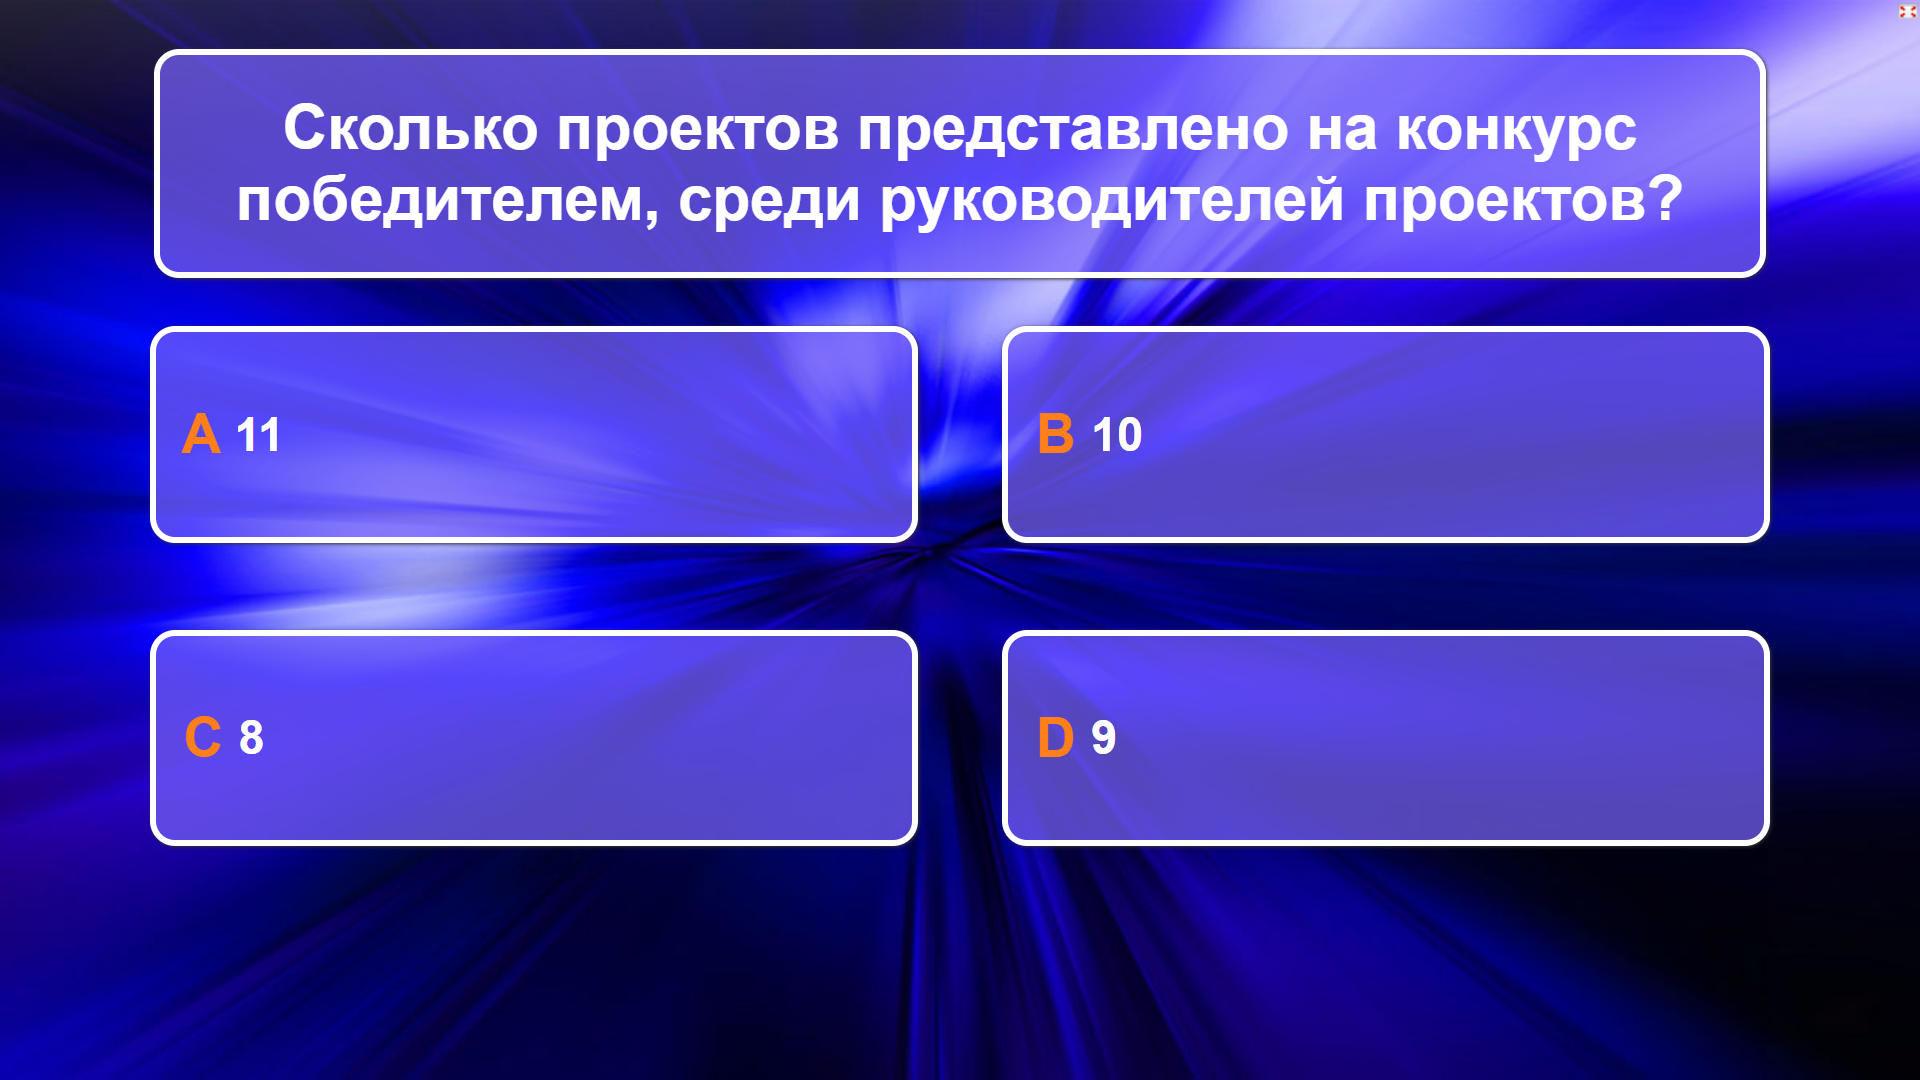 Сколько проектов представлено на конкурс
победителем, среди руководителей проектов?
A 11
B 10
C 8
D 9